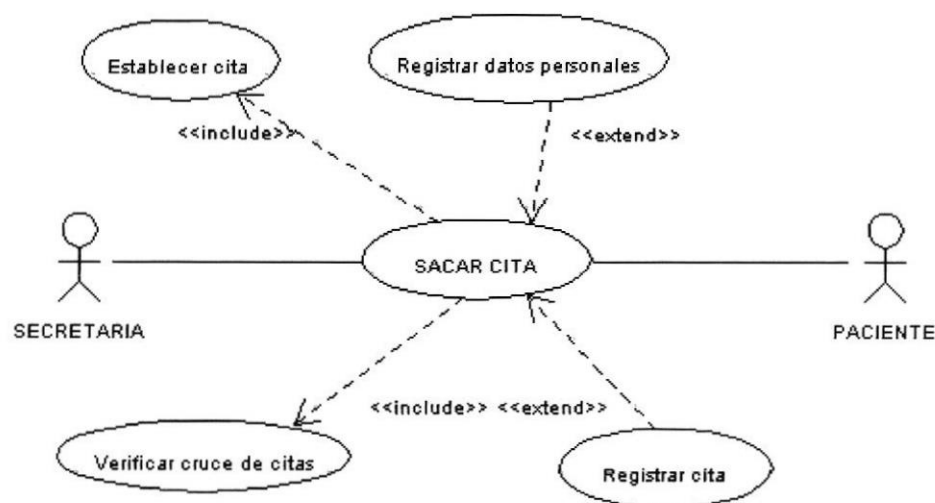 Establecer cita
Registrar datos personales
<<include>>
<<extend>>
SACAR CITA
SECRETARIA
PACIENTE
<<include>> <<extend>>
Verificar cruce de citas
Registrar cita